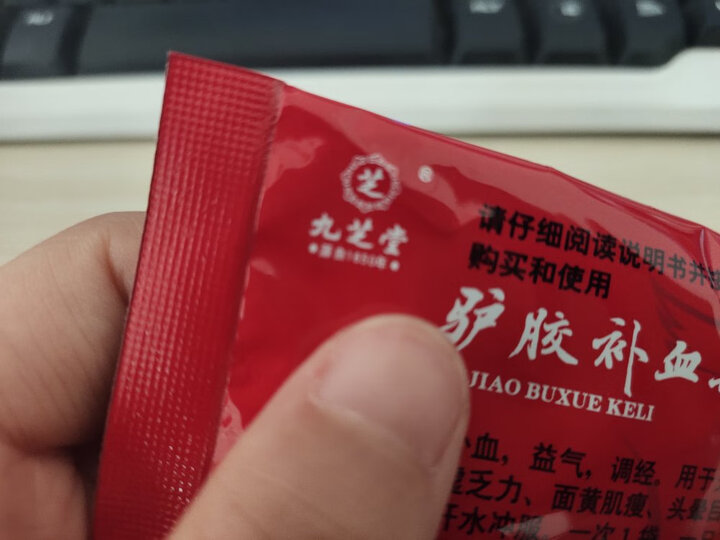 芝
®
九芝堂
请仔细阅读说明书并
购买和使用
驴胶补血
JIAO BUXUE KELI
补血,益气,调经。用于
虚乏力、面黄肌瘦、头晕
开水冲服。一次1袋